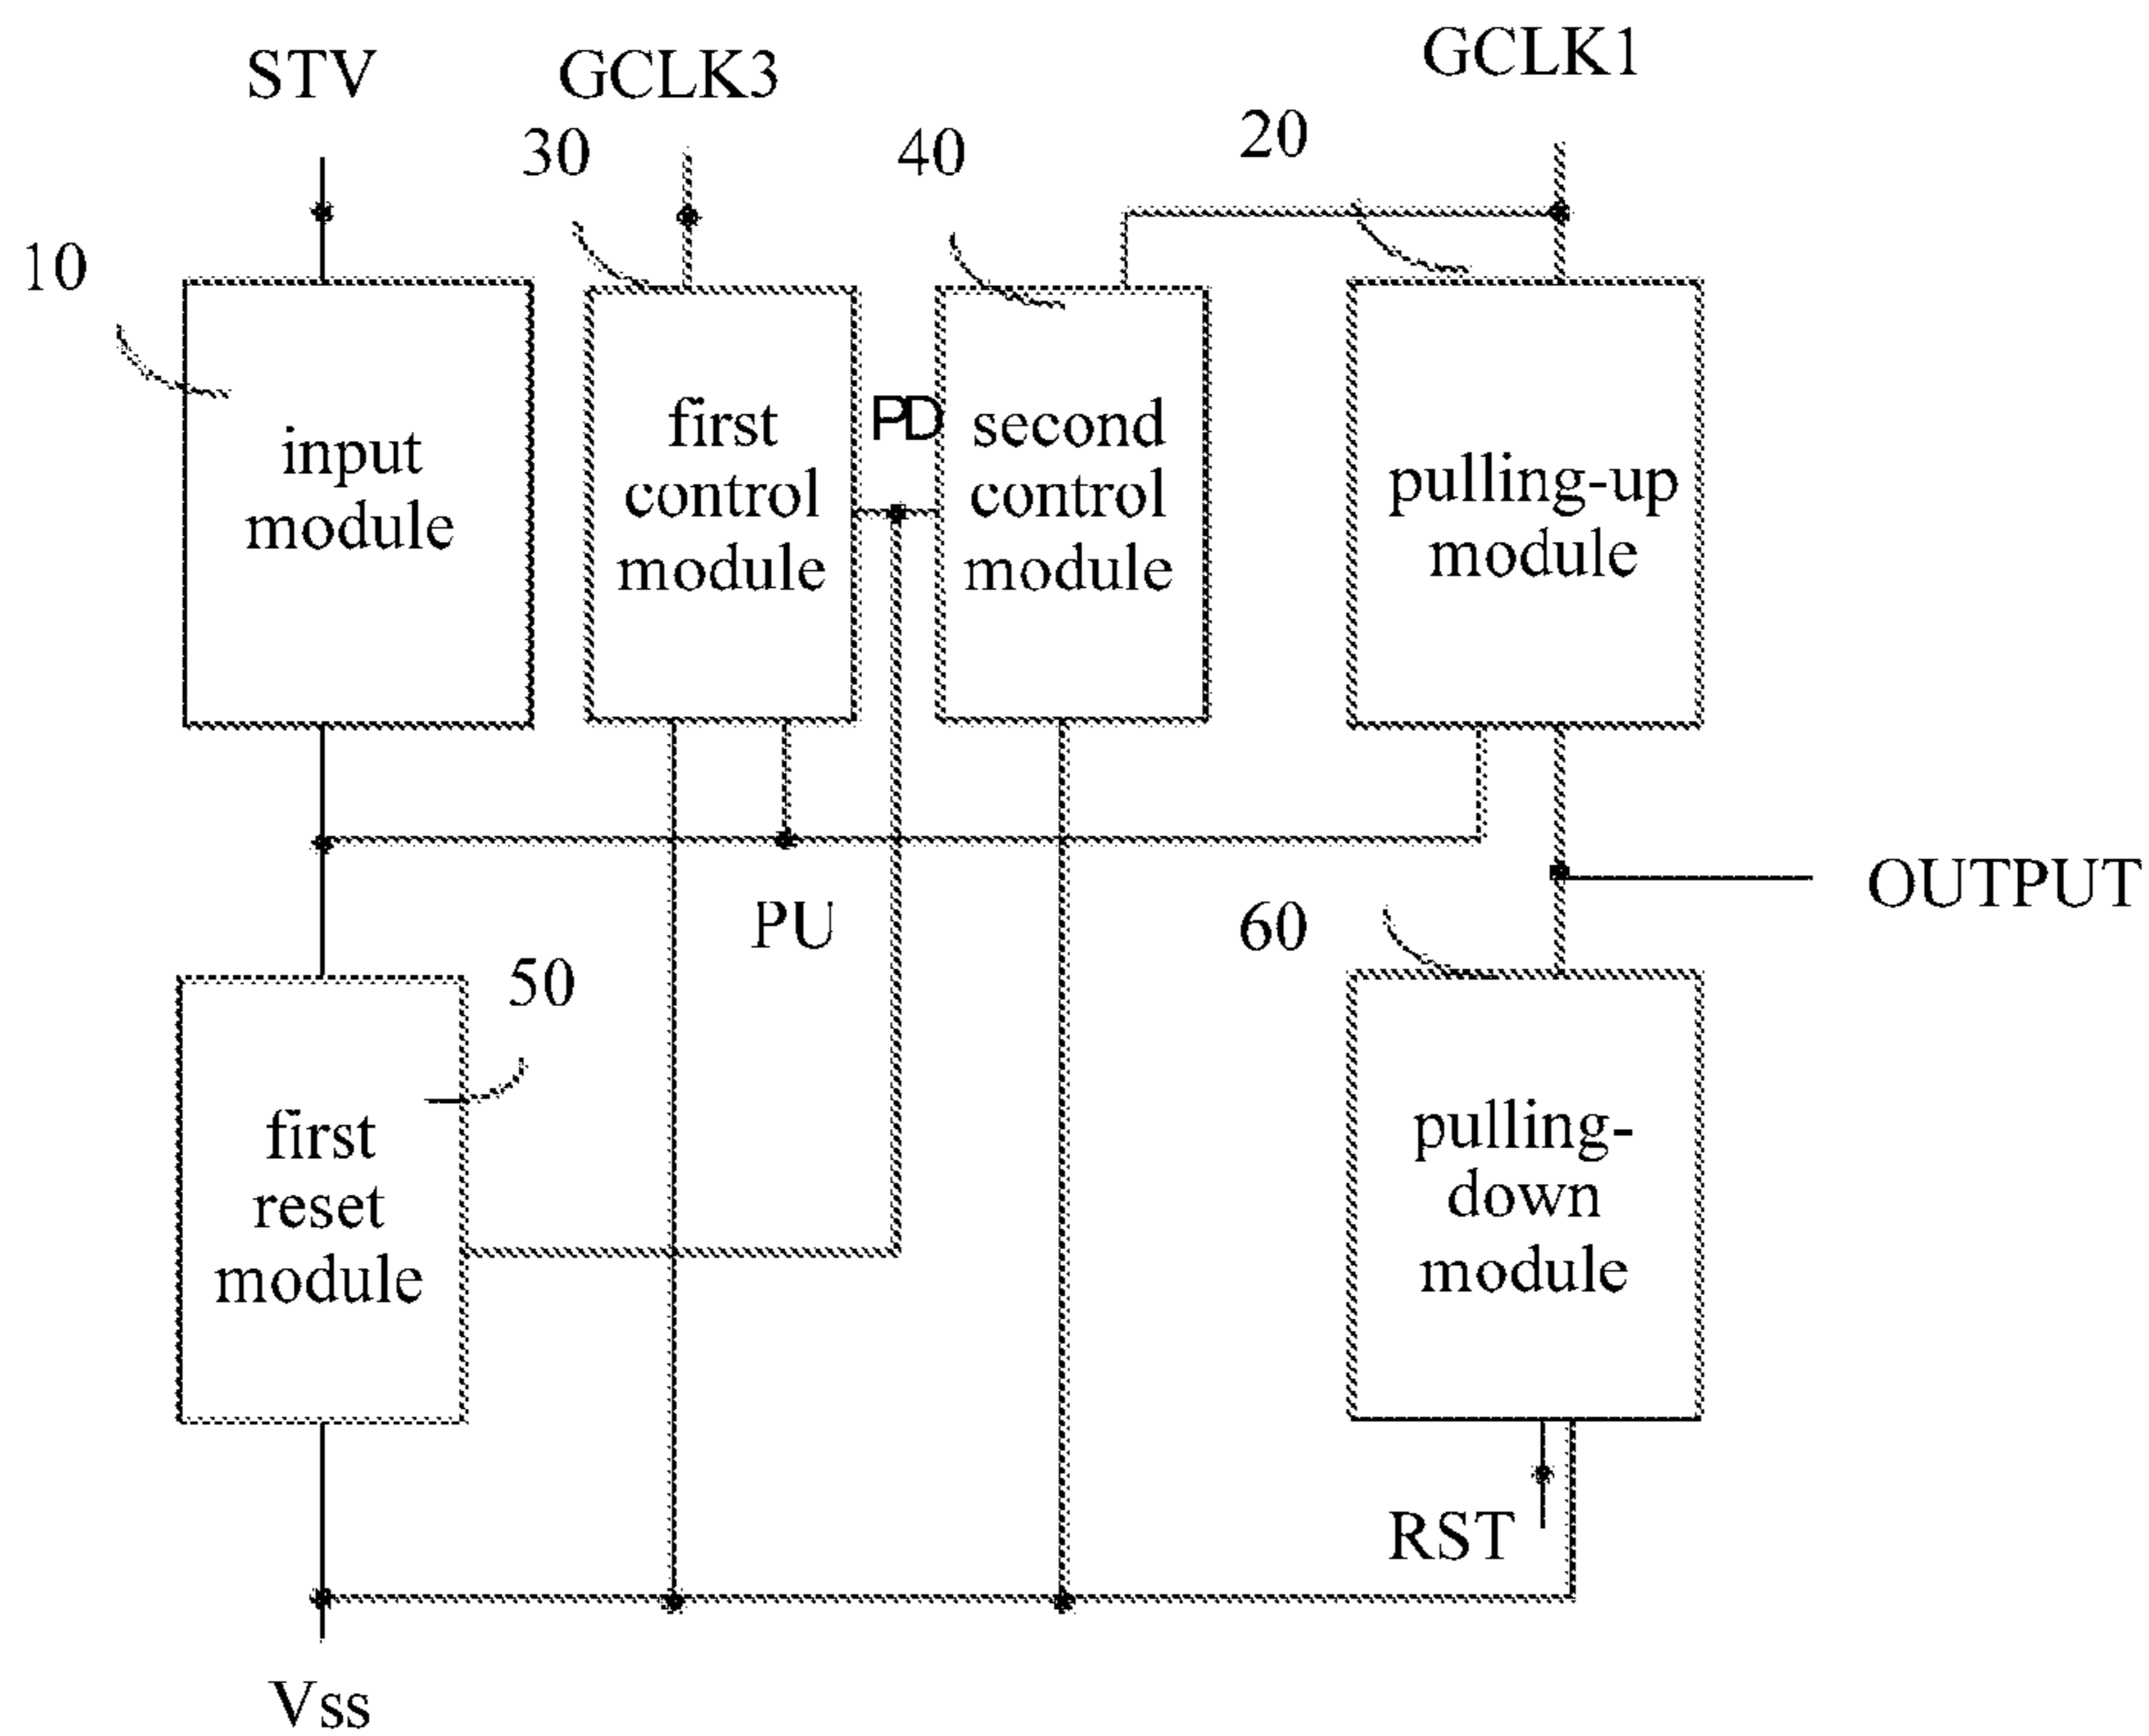 STV
GCLK3
GCLK1
30
40
20
10
input
module
first
control
module
PD
second
control
module
pulling-up
module
PU
OUTPUT
50
60
first
reset
module
pulling-
down
module
RST
Vss